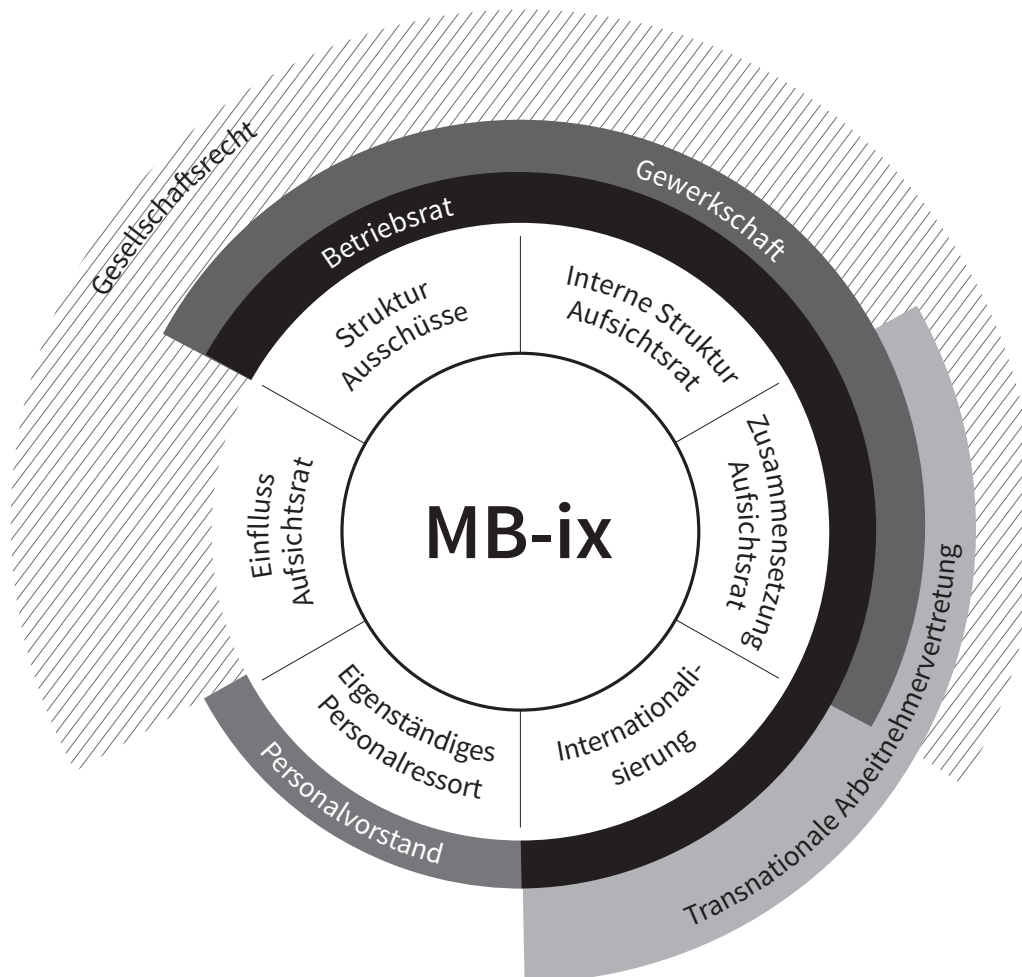 Gesellschaftsrecht
Gewerkschaft
Betriebsrat
Struktur
Ausschüsse
Interne Struktur
Aufsichtsrat
Zusammensetzung
Aufsichtsrat
Einflluss
Aufsichtsrat
MB-ix
Internationali-
sierung
Eigenständiges
Personalressort
Personalvorstand
Transnationale Arbeitnehmervertretung